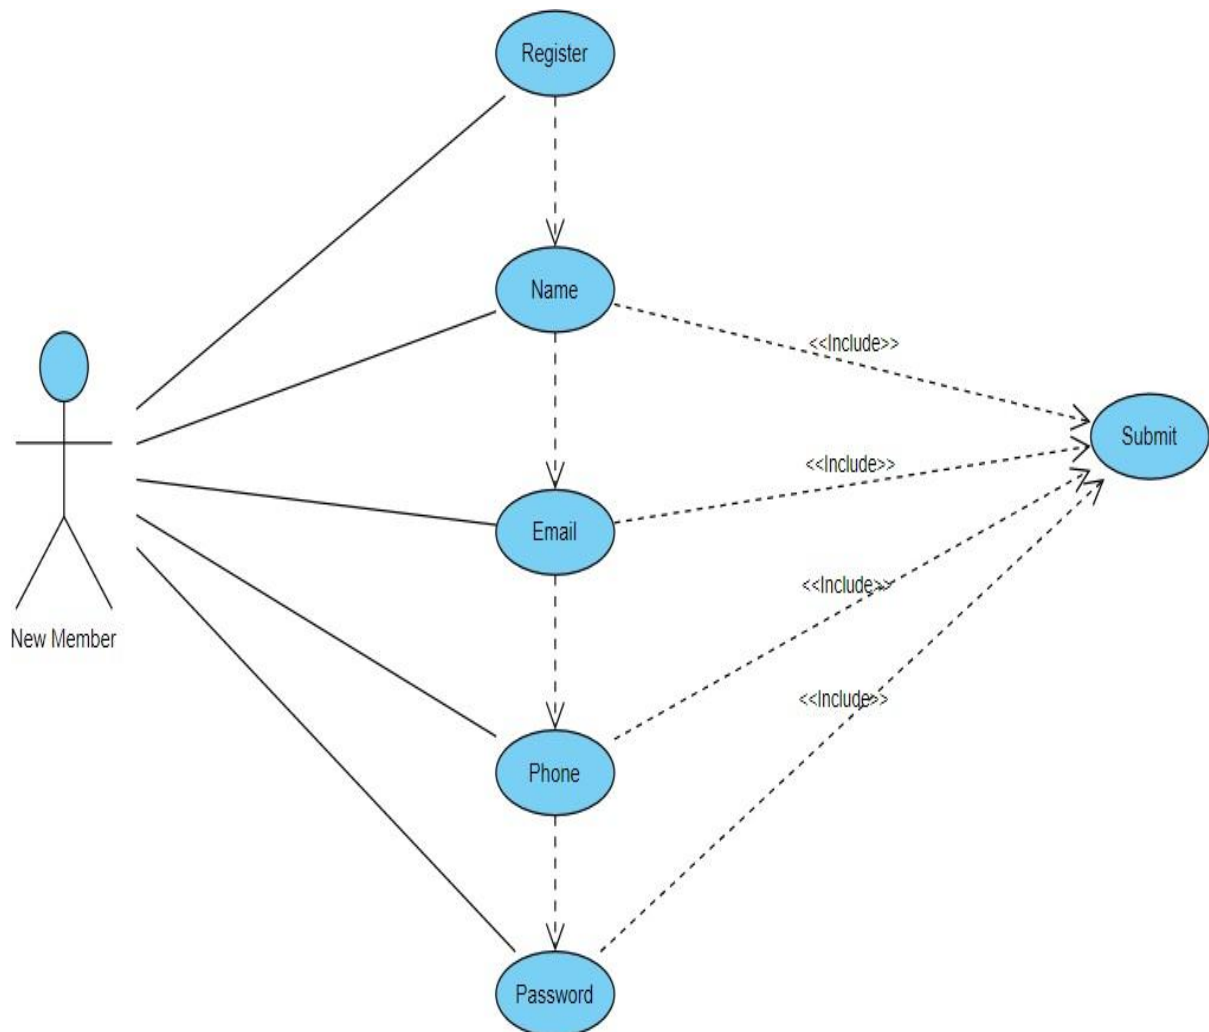 Register
Name
<<Include>>
Submit
<<Include>>
Email
<<Include>>
New Member
<<Include>>
Phone
Password